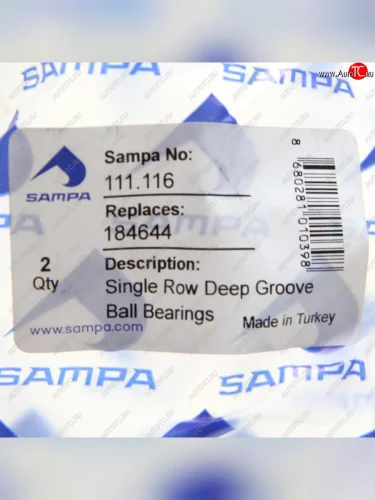 www.AutoTC.ru
SAMPA
SAMPA
SAMPA
Sampa No:
111.116
Replaces:
184644
2
Qty
Description:
Single Row Deep Groove
Ball Bearings
Made in Turkey
www.sampa.com
8 680281 010398
SAMPA
SAMPA